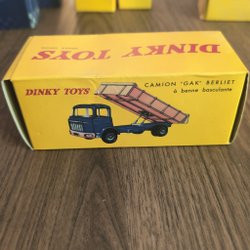 DINKY TOYS
DINKY TOYS
CAMION "GAK" BERLIET
à benne basculante